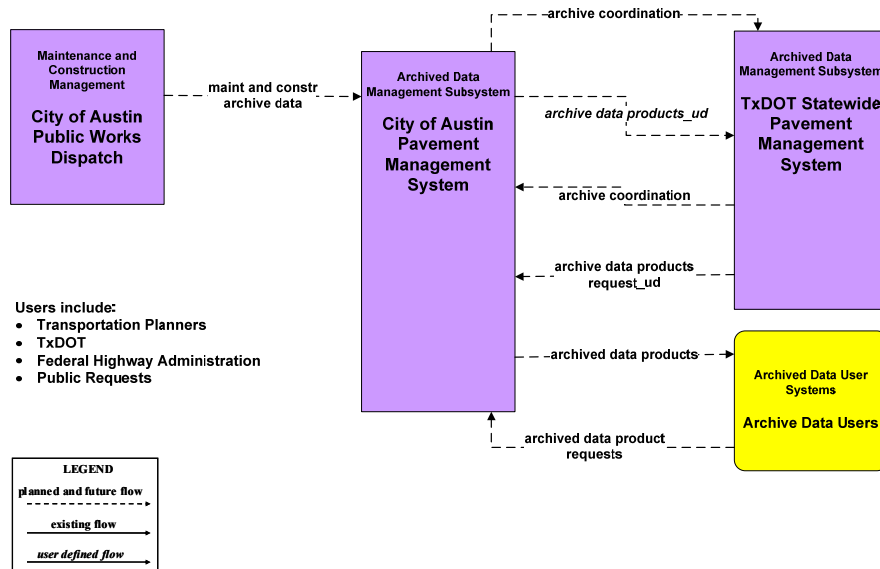 Maintenance and
Construction
Management
City of Austin
Public Works
Dispatch
maint and constr
archive data
Archived Data
Management Subsystem
City of Austin
Pavement
Management
System
archive coordination
archive data products_ud
archive coordination
archive data products
request_ud
archived data products
archived data product
requests
Archived Data
Management Subsystem
TxDOT Statewide
Pavement
Management
System
Archived Data User
Systems
Archive Data Users
Users include:
• Transportation Planners
• TxDOT
• Federal Highway Administration
• Public Requests
LEGEND
planned and future flow
existing flow
user defined flow